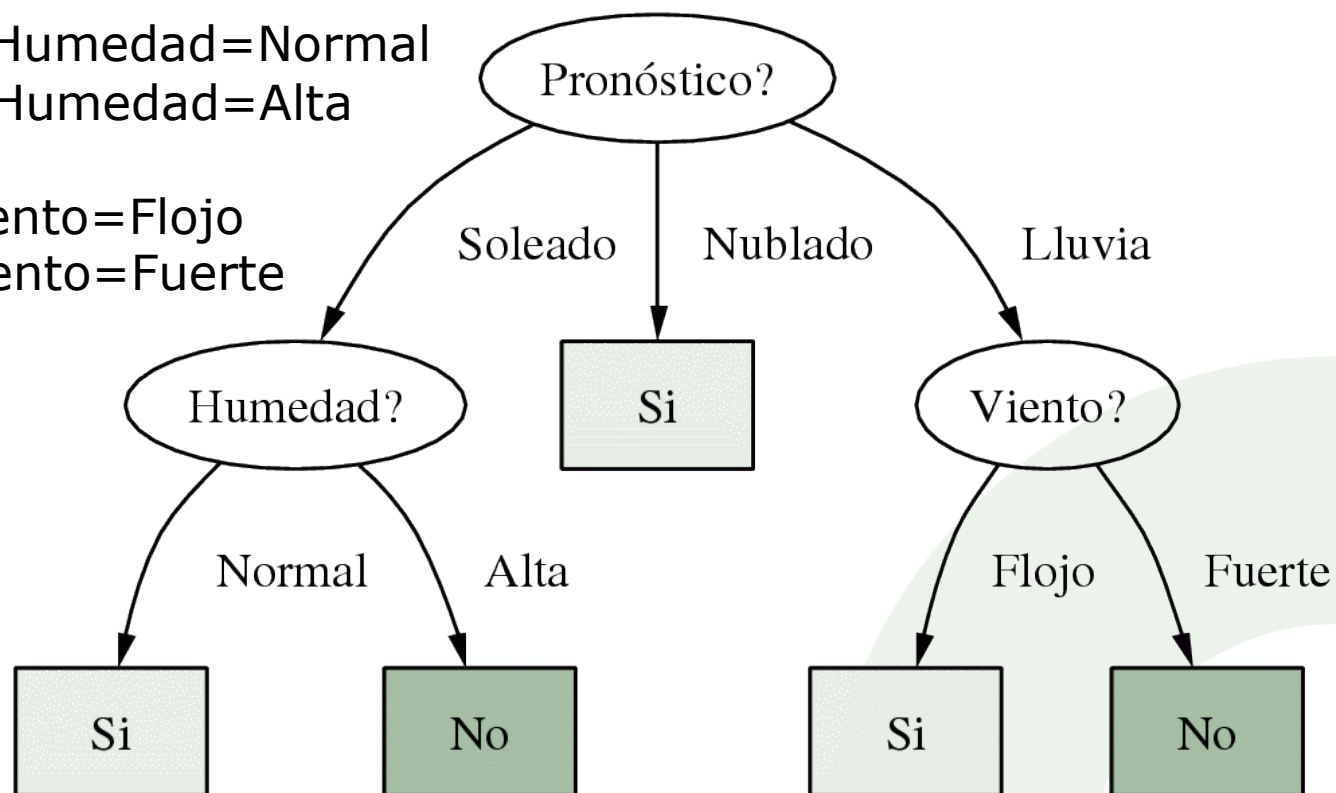 Humedad=Normal
Humedad=Alta
ento=Flojo
ento=Fuerte
Pronóstico?
Soleado
Nublado
Lluvia
Humedad?
Si
Viento?
Normal
Alta
Flojo
Fuerte
Si
No
Si
No